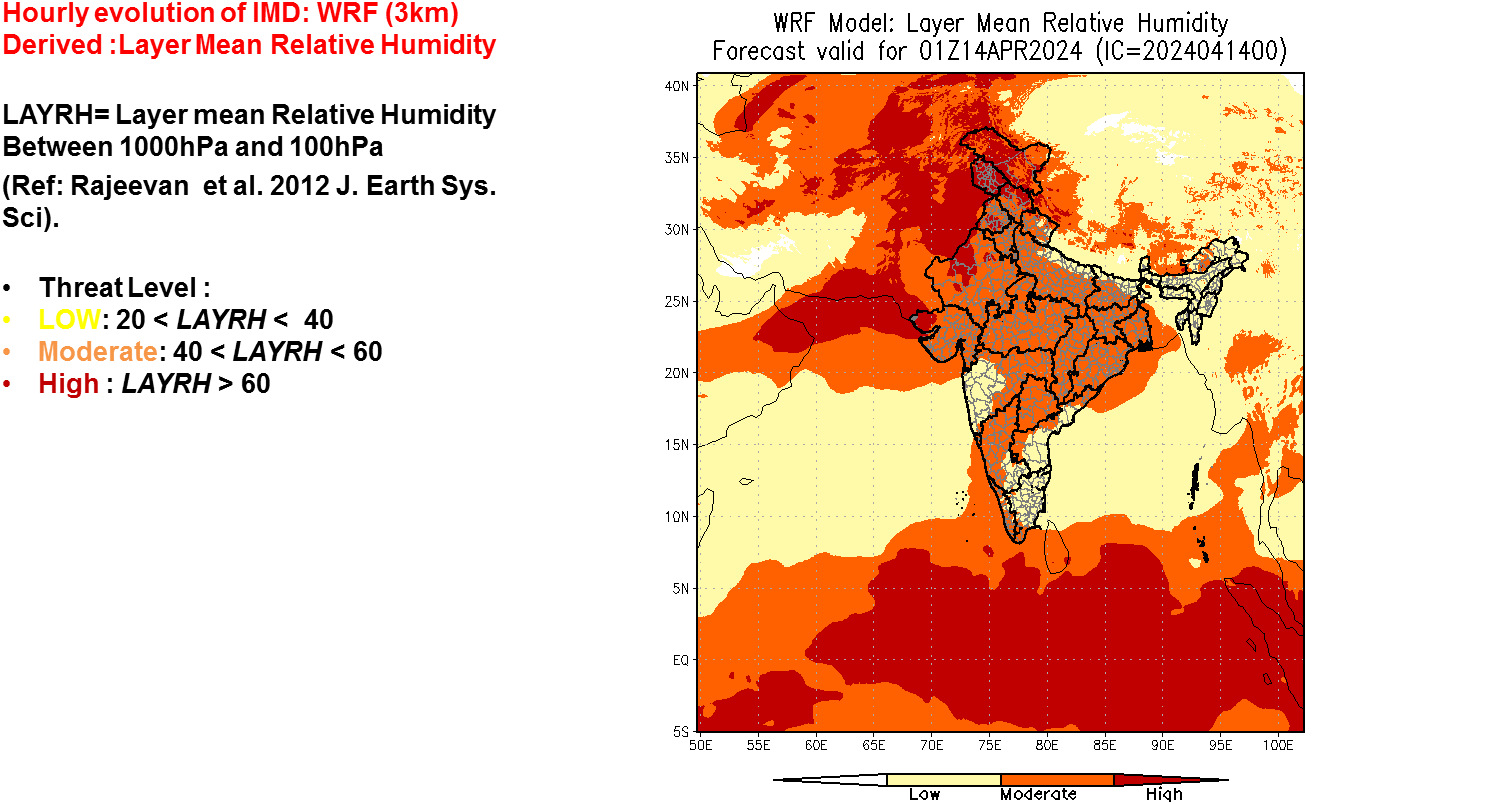 Hourly evolution of IMD: WRF (3km)
Derived :Layer Mean Relative Humidity
LAYRH= Layer mean Relative Humidity
Between 1000hPa and 100hPa
(Ref: Rajeevan et al. 2012 J. Earth Sys.
Sci).
• Threat Level :
• LOW: 20 < LAYRH < 40
• Moderate: 40 < LAYRH < 60
• High : LAYRH > 60
WRF Model: Layer Mean Relative Humidity
Forecast valid for 01Z14APR2024 (IC=2024041400)
40N
35N
30N
25N
20N
15N
10N
5N
EQ
5S
50E 55E 60E 65E 70E 75E 80E 85E 90E 95E 100E
Low Moderate High